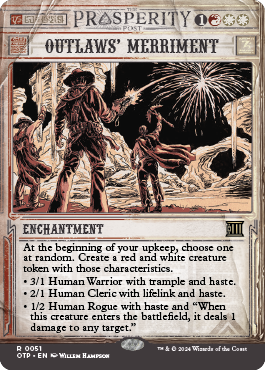 THE
PROSPERITY
POST
1
OUTLAWS' MERRIMENT
ENCHANTMENT
At the beginning of your upkeep, choose one
at random. Create a red and white creature
token with those characteristics.
• 3/1 Human Warrior with trample and haste.
• 2/1 Human Cleric with lifelink and haste.
• 1/2 Human Rogue with haste and "When
this creature enters the battlefield, it deals 1
damage to any target."
R 0051
OTP • EN WILLEM HAMPSON
™ & © 2024 Wizards of the Coast